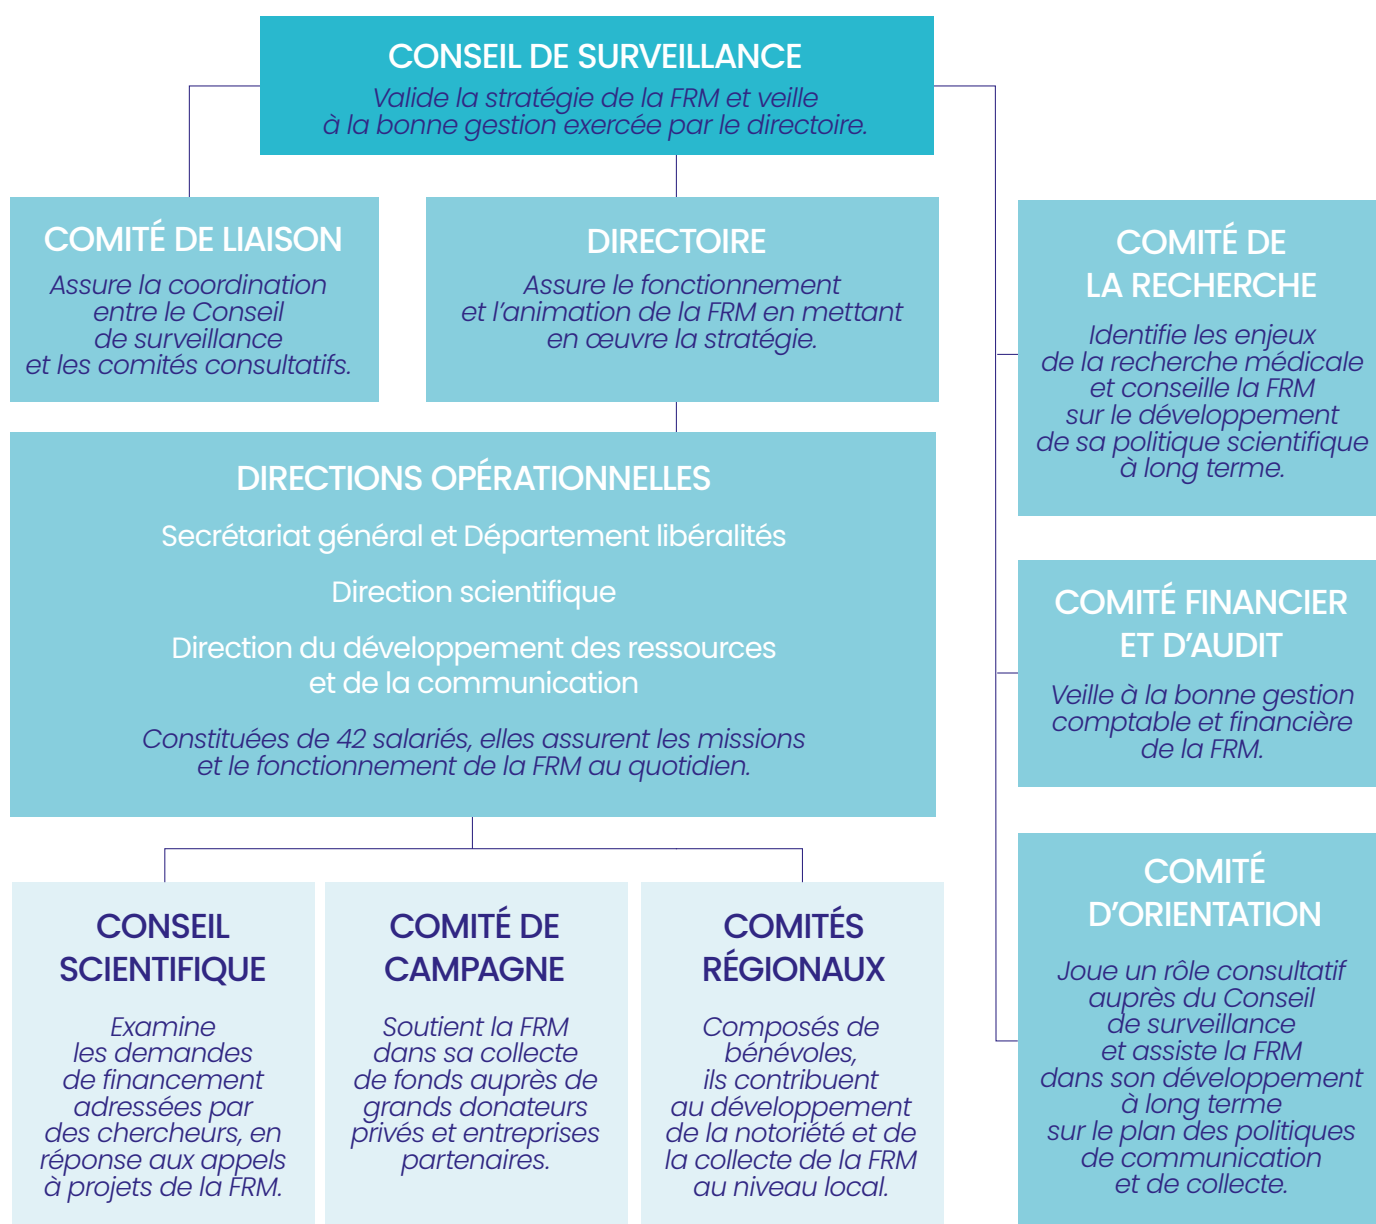 CONSEIL DE SURVEILLANCE
Valide la stratégie de la FRM et veille
à la bonne gestion exercée par le directoire.
COMITÉ DE LIAISON
Assure la coordination
entre le Conseil
de surveillance
et les comités consultatifs.
DIRECTOIRE
Assure le fonctionnement
et l’animation de la FRM en mettant
en œuvre la stratégie.
COMITÉ DE
LA RECHERCHE
Identifie les enjeux
de la recherche médicale
et conseille la FRM
sur le développement
de sa politique scientifique
à long terme.
DIRECTIONS OPÉRATIONNELLES
Secrétariat général et Département libéralités
Direction scientifique
Direction du développement des ressources
et de la communication
Constituées de 42 salariés, elles assurent les missions
et le fonctionnement de la FRM au quotidien.
COMITÉ FINANCIER
ET D’AUDIT
Veille à la bonne gestion
comptable et financière
de la FRM.
CONSEIL
SCIENTIFIQUE
Examine
les demandes
de financement
adressées par
des chercheurs, en
réponse aux appels
à projets de la FRM.
COMITÉ DE
CAMPAGNE
Soutient la FRM
dans sa collecte
de fonds auprès de
grands donateurs
privés et entreprises
partenaires.
COMITÉS
RÉGIONAUX
Composés de
bénévoles,
ils contribuent
au développement
de la notoriété et de
la collecte de la FRM
au niveau local.
COMITÉ
D’ORIENTATION
Joue un rôle consultatif
auprès du Conseil
de surveillance
et assiste la FRM
dans son développement
à long terme
sur le plan des politiques
de communication
et de collecte.